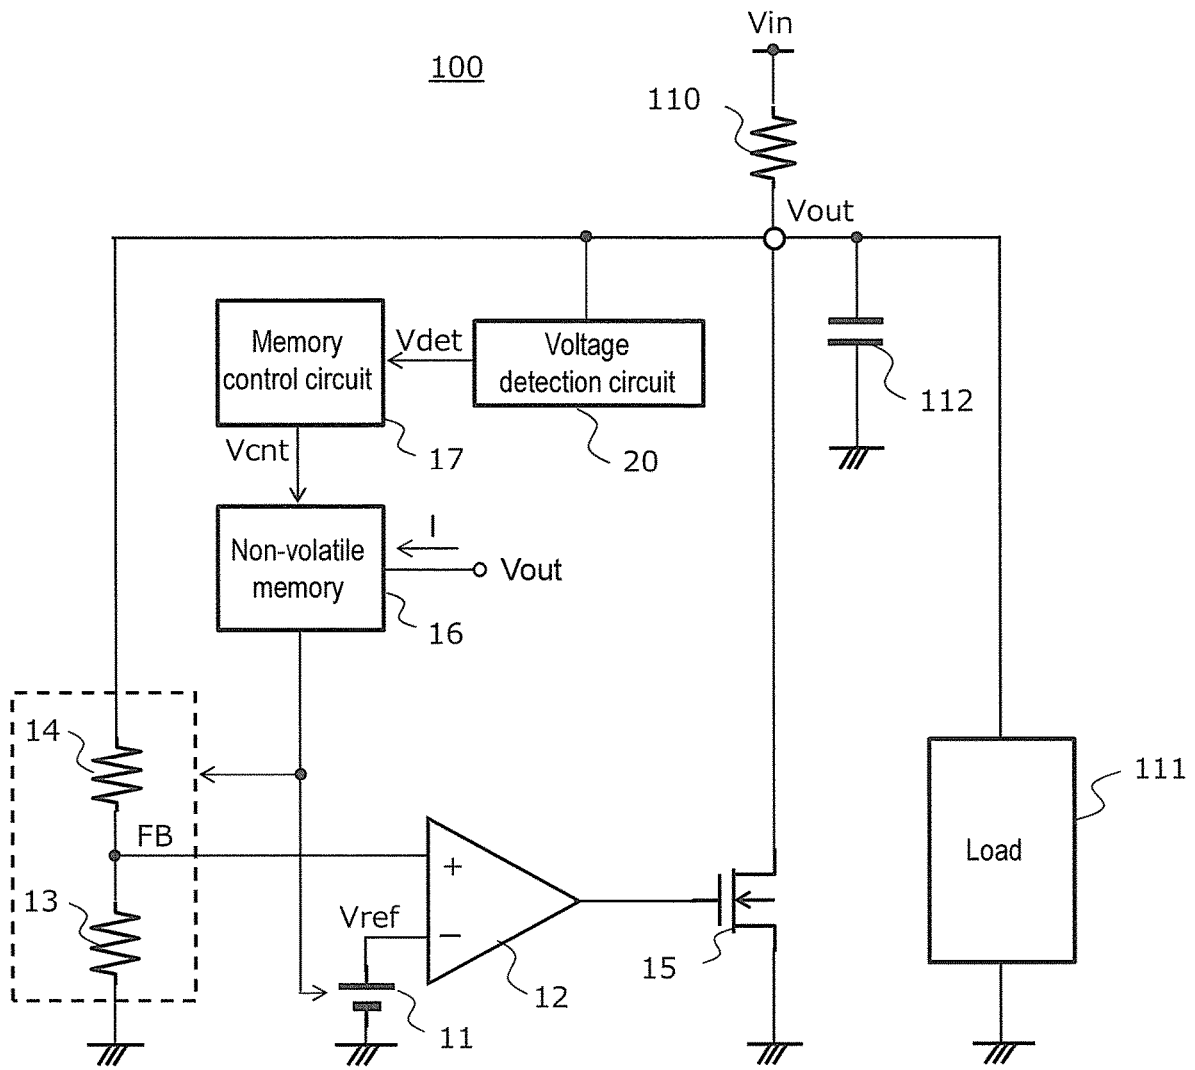 Vin
100
110
Vout
Memory
control circuit
Vdet
Voltage
detection circuit
112
17
20
Vcnt
I
Non-volatile
memory
Vout
16
14
111
FB
+
Load
13
Vref
−
15
12
11